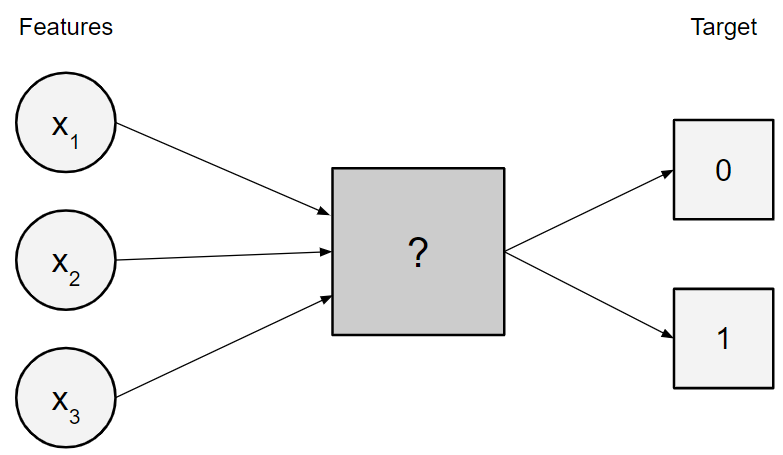 Features
Target
x₁
x₂
x₃
?
0
1